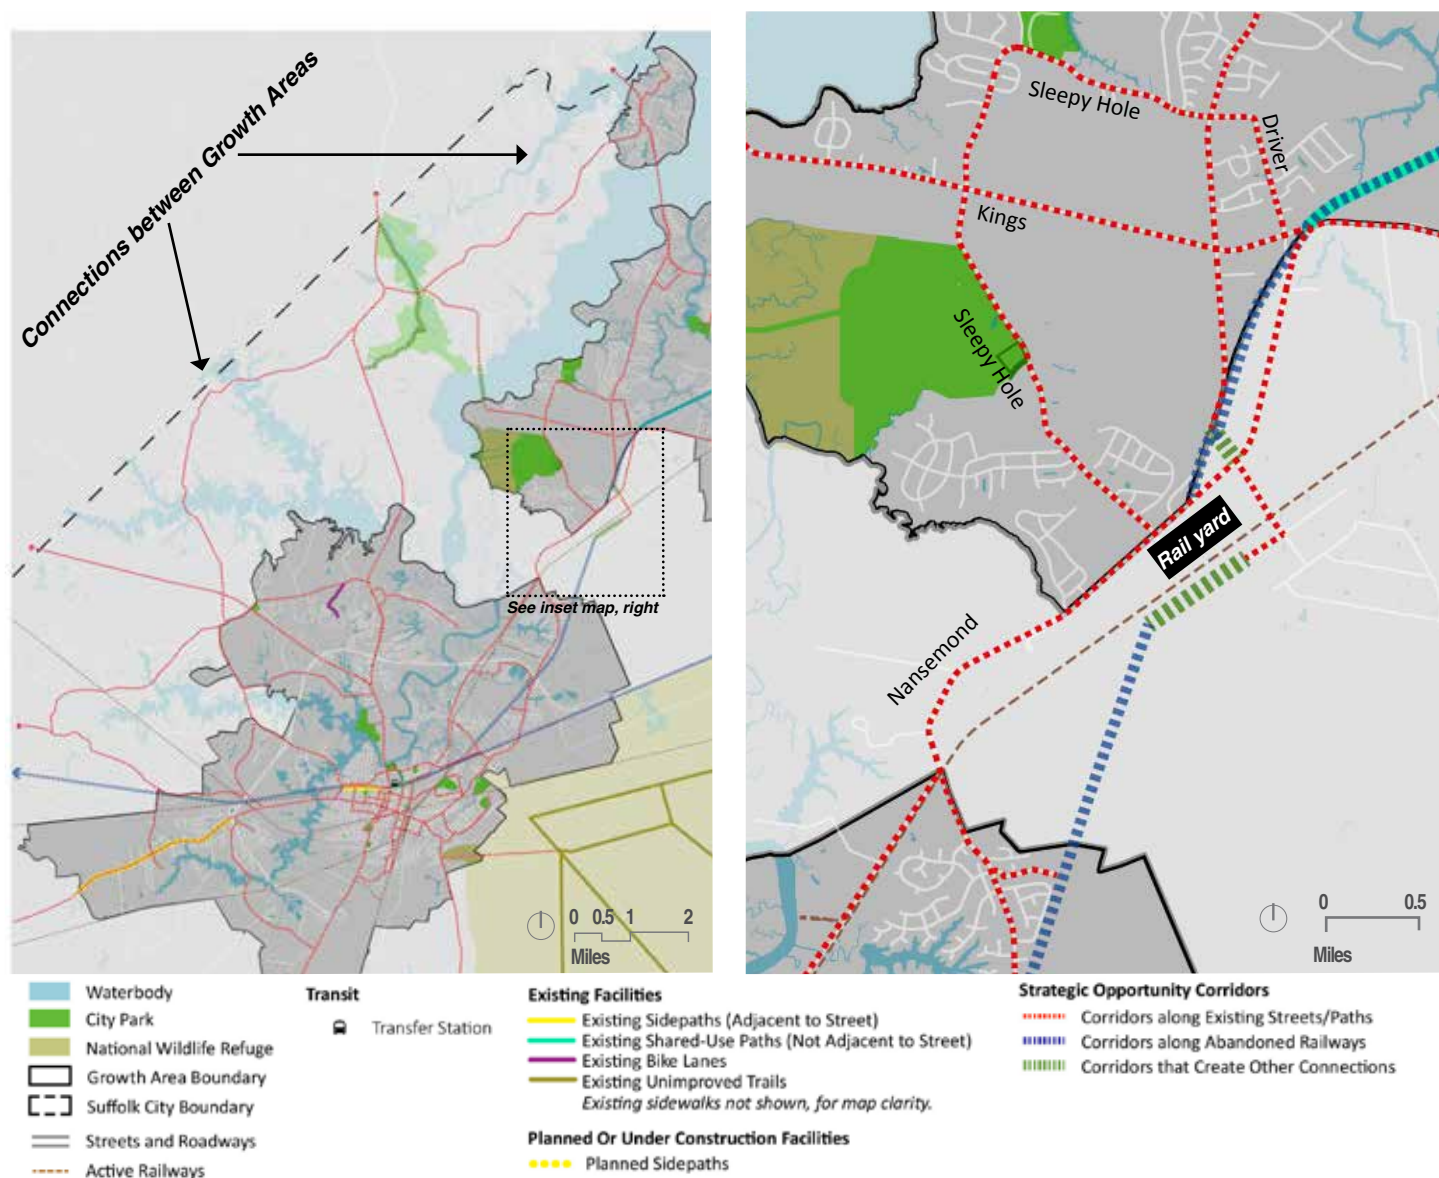 Connections between Growth Areas
See inset map, right
0 0.5 1 2
Miles
Sleepy Hole
Driver
Kings
Sleepy Hole
Rail yard
Nansemond
0 0.5
Miles
Waterbody
City Park
National Wildlife Refuge
Growth Area Boundary
Suffolk City Boundary
Streets and Roadways
Active Railways
Transit
Transfer Station
Existing Facilities
Existing Sidepaths (Adjacent to Street)
Existing Shared-Use Paths (Not Adjacent to Street)
Existing Bike Lanes
Existing Unimproved Trails
Existing sidewalks not shown, for map clarity.
Planned Or Under Construction Facilities
Planned Sidepaths
Strategic Opportunity Corridors
Corridors along Existing Streets/Paths
Corridors along Abandoned Railways
Corridors that Create Other Connections